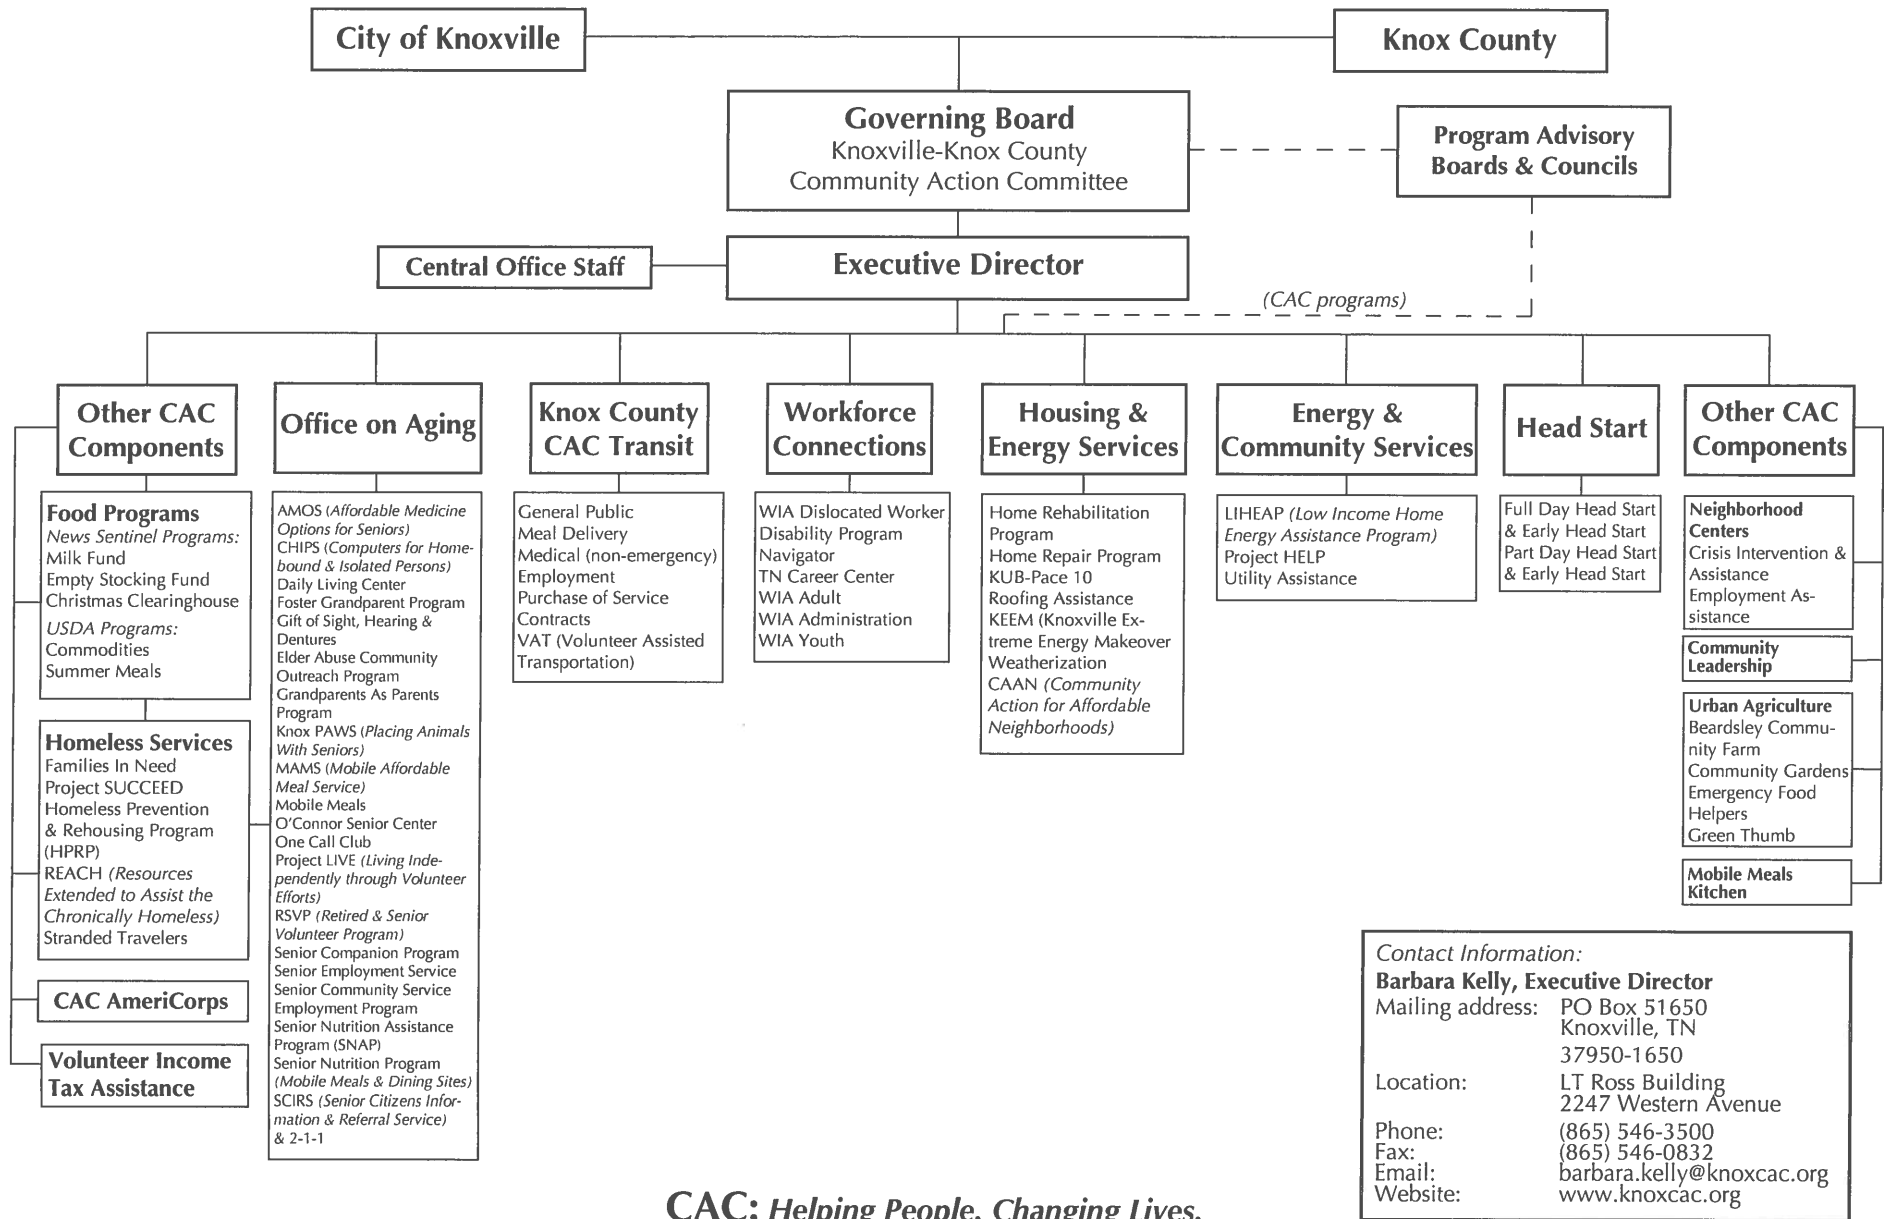 City of Knoxville
Knox County
Governing Board
Knoxville-Knox County
Community Action Committee
Program Advisory
Boards & Councils
Central Office Staff
Executive Director
(CAC programs)
Other CAC
Components
Food Programs
News Sentinel Programs:
Milk Fund
Empty Stocking Fund
Christmas Clearinghouse
USDA Programs:
Commodities
Summer Meals
Homeless Services
Families In Need
Project SUCCEED
Homeless Prevention
& Rehousing Program
(HPRP)
REACH (Resources
Extended to Assist the
Chronically Homeless)
Stranded Travelers
CAC AmeriCorps
Volunteer Income
Tax Assistance
Office on Aging
AMOS (Affordable Medicine
Options for Seniors)
CHIPS (Computers for Home-
bound & Isolated Persons)
Daily Living Center
Foster Grandparent Program
Gift of Sight, Hearing &
Dentures
Elder Abuse Community
Outreach Program
Grandparents As Parents
Program
Knox PAWS (Placing Animals
With Seniors)
MAMS (Mobile Affordable
Meal Service)
Mobile Meals
O'Connor Senior Center
One Call Club
Project LIVE (Living Inde-
pendently through Volunteer
Efforts)
RSVP (Retired & Senior
Volunteer Program)
Senior Companion Program
Senior Employment Service
Senior Community Service
Employment Program
Senior Nutrition Assistance
Program (SNAP)
Senior Nutrition Program
(Mobile Meals & Dining Sites)
SCIRS (Senior Citizens Infor-
mation & Referral Service)
& 2-1-1
Knox County
CAC Transit
General Public
Meal Delivery
Medical (non-emergency)
Employment
Purchase of Service
Contracts
VAT (Volunteer Assisted
Transportation)
Workforce
Connections
WIA Dislocated Worker
Disability Program
Navigator
TN Career Center
WIA Adult
WIA Administration
WIA Youth
Housing &
Energy Services
Home Rehabilitation
Program
Home Repair Program
KUB-Pace 10
Roofing Assistance
KEEM (Knoxville Ex-
treme Energy Makeover
Weatherization
CAAN (Community
Action for Affordable
Neighborhoods)
Energy &
Community Services
LIHEAP (Low Income Home
Energy Assistance Program)
Project HELP
Utility Assistance
Head Start
Full Day Head Start
& Early Head Start
Part Day Head Start
& Early Head Start
Other CAC
Components
Neighborhood
Centers
Crisis Intervention &
Assistance
Employment As-
sistance
Community
Leadership
Urban Agriculture
Beardsley Commu-
nity Farm
Community Gardens
Emergency Food
Helpers
Green Thumb
Mobile Meals
Kitchen
Contact Information:
Barbara Kelly, Executive Director
Mailing address: PO Box 51650
Knoxville, TN
37950-1650
Location: LT Ross Building
2247 Western Avenue
Phone: (865) 546-3500
Fax: (865) 546-0832
Email: barbara.kelly@knoxcac.org
Website: www.knoxcac.org
CAC: Helping People. Changing Lives.